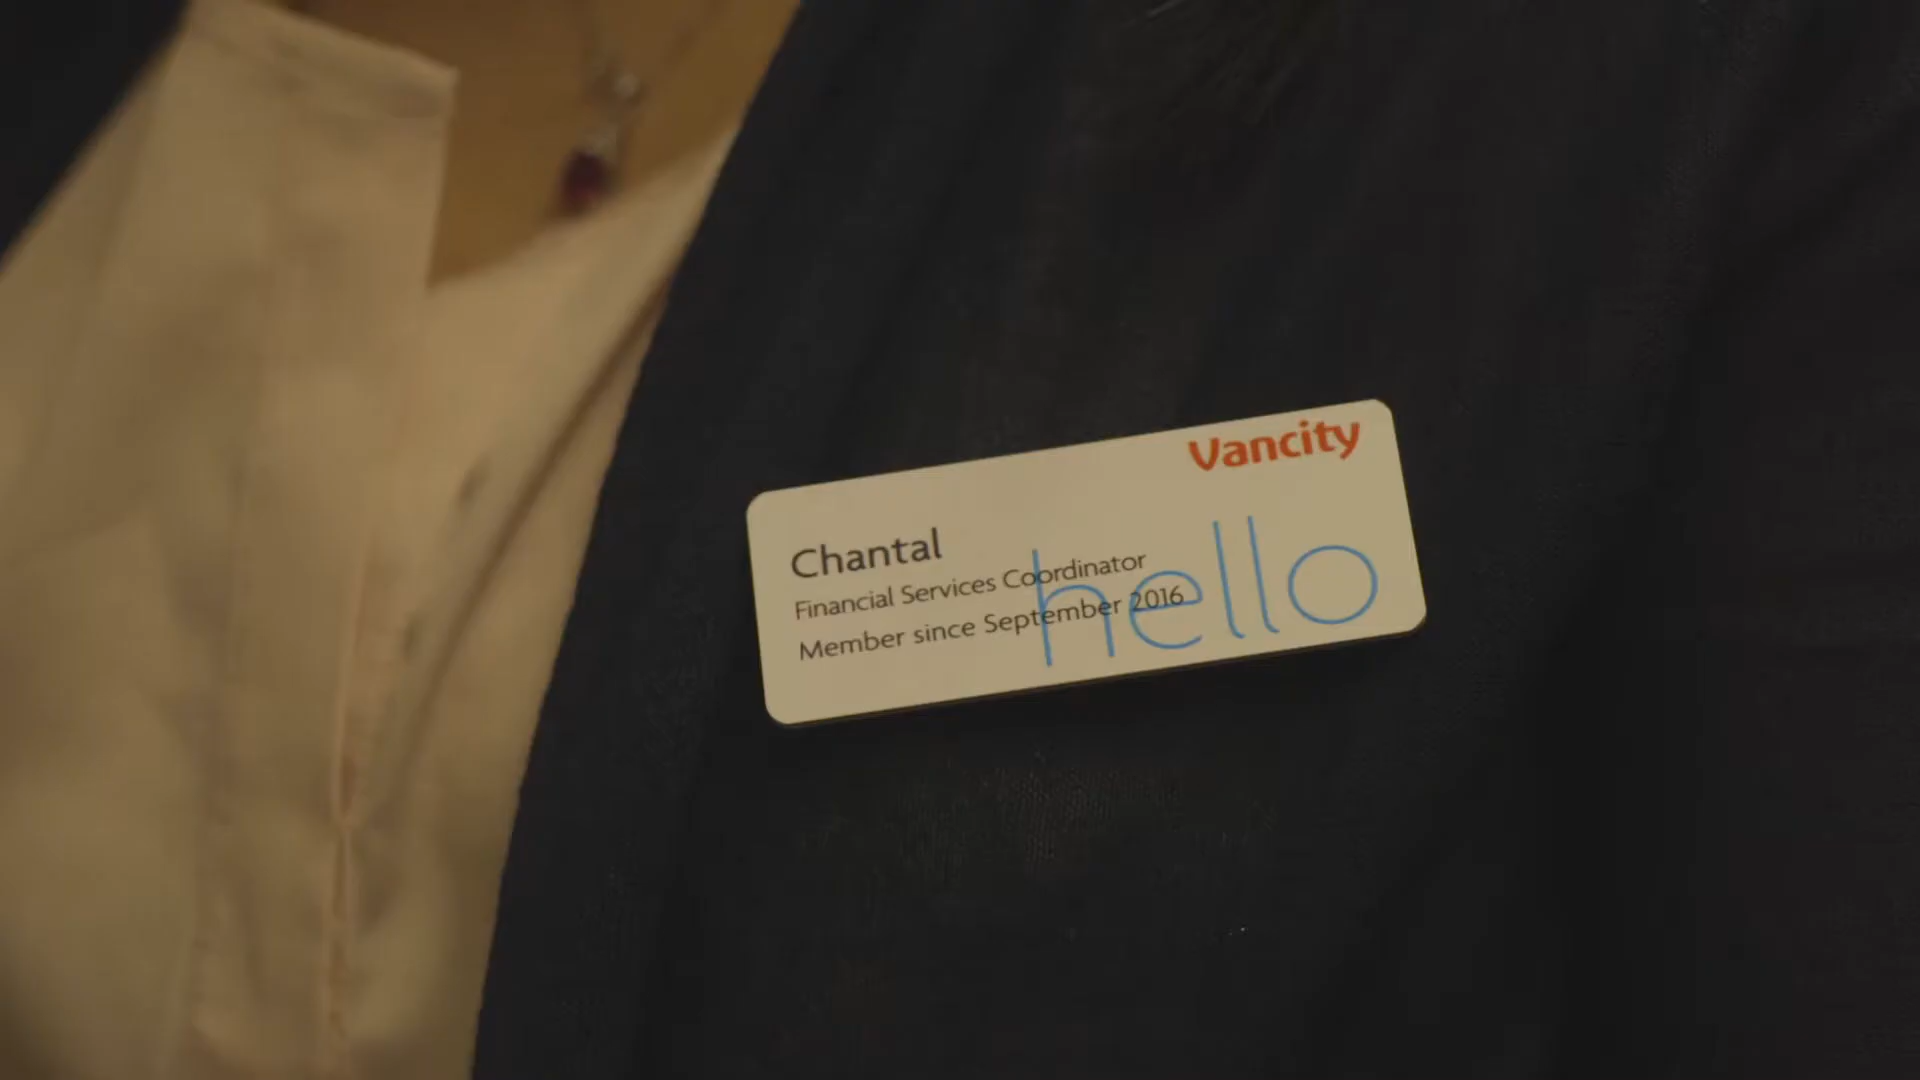 Vancity
Chantal
Financial Services Coordinator
Member since September 2016
hello